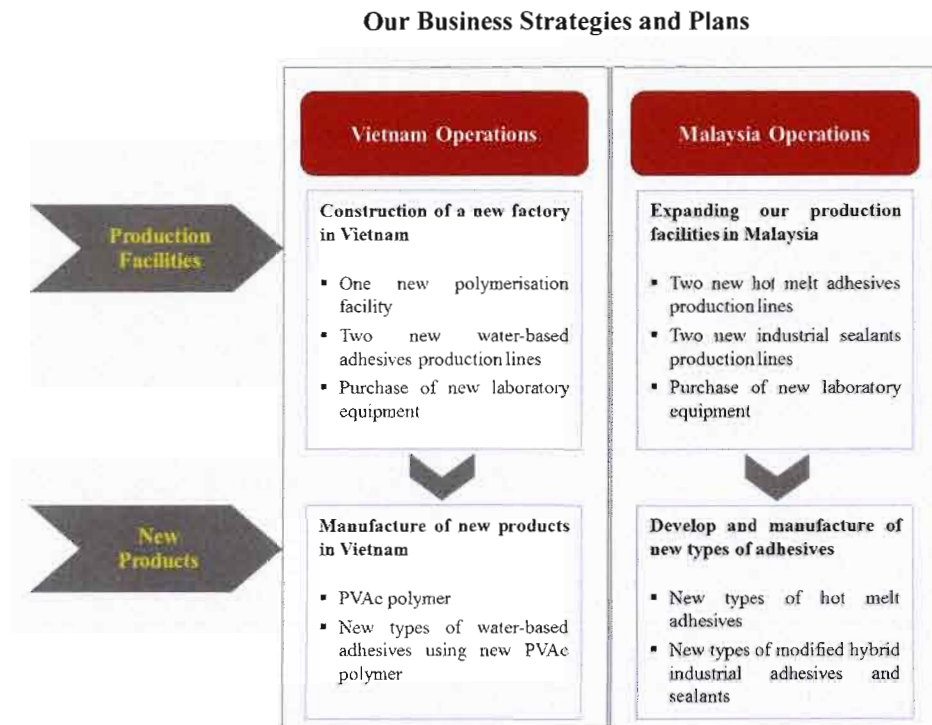 Our Business Strategies and Plans
Vietnam Operations
Malaysia Operations
Production
Facilities
Construction of a new factory
in Vietnam
▪ One new polymerisation
facility
▪ Two new water-based
adhesives production lines
▪ Purchase of new laboratory
equipment
Expanding our production
facilities in Malaysia
▪ Two new hot melt adhesives
production lines
▪ Two new industrial sealants
production lines
▪ Purchase of new laboratory
equipment
New
Products
Manufacture of new products
in Vietnam
▪ PVAc polymer
▪ New types of water-based
adhesives using new PVAc
polymer
Develop and manufacture of
new types of adhesives
▪ New types of hot melt
adhesives
▪ New types of modified hybrid
industrial adhesives and
sealants